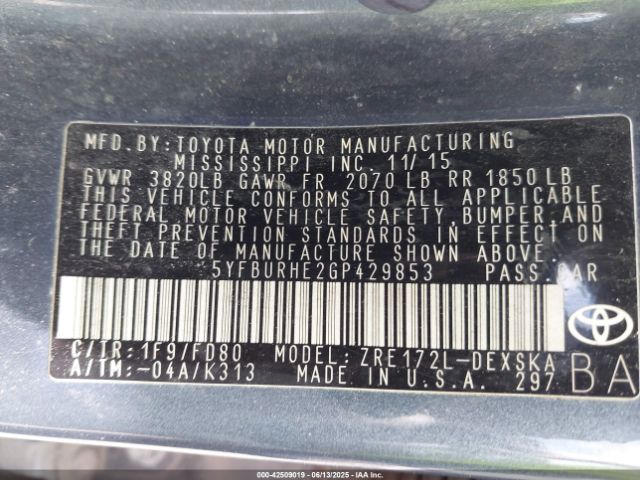 MFD. BY: TOYOTA MOTOR MANUFACTURING
MISSISSIPPI INC. 11/15
GVWR 3820LB GAWR FR 2070 LB RR 1850 LB
THIS VEHICLE CONFORMS TO ALL APPLICABLE
FEDERAL MOTOR VEHICLE SAFETY, BUMPER, AND
THEFT PREVENTION STANDARDS IN EFFECT ON
THE DATE OF MANUFACTURE SHOWN ABOVE.
5YFBURHE2GP429853 PASS. CAR
C/TR: 1F9/FD80 MODEL: ZRE172L-DEXSKA
A/TM: -04A/K313 MADE IN U.S.A. 297 BA
000-42509019 | 06/13/2025 | IAA Inc.